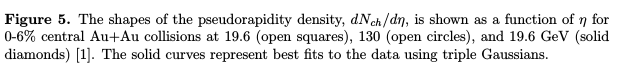 Figure 5. The shapes of the pseudorapidity density, dN_ch/dη, is shown as a function of η for
0-6% central Au+Au collisions at 19.6 (open squares), 130 (open circles), and 19.6 GeV (solid
diamonds) [1]. The solid curves represent best fits to the data using triple Gaussians.